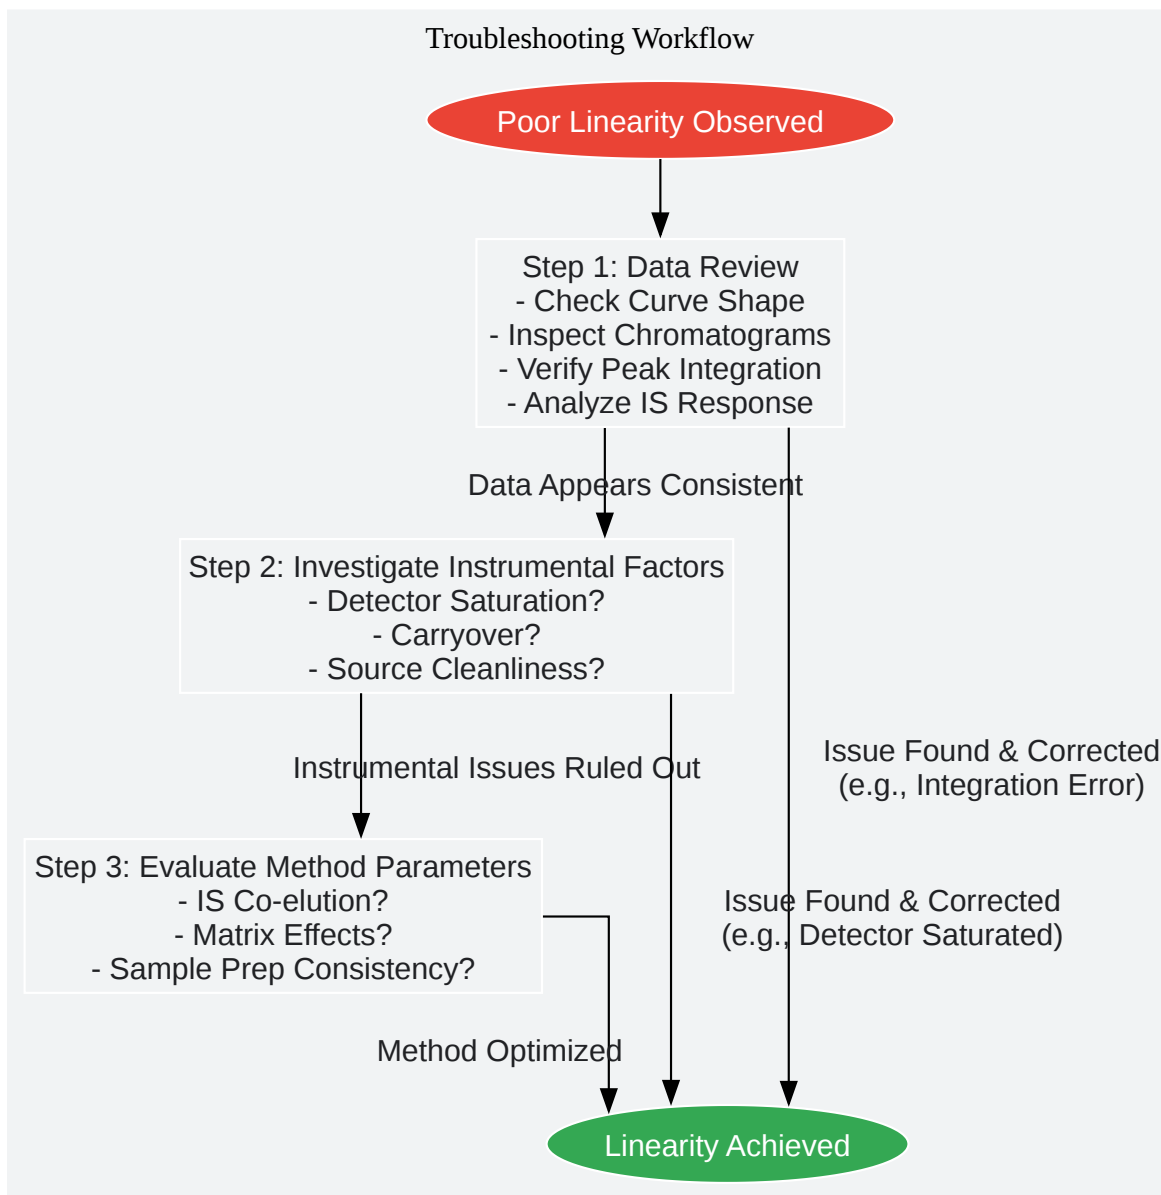 Troubleshooting Workflow
Poor Linearity Observed
Step 1: Data Review
- Check Curve Shape
- Inspect Chromatograms
- Verify Peak Integration
- Analyze IS Response
Data Appears Consistent
Step 2: Investigate Instrumental Factors
- Detector Saturation?
- Carryover?
- Source Cleanliness?
Issue Found & Corrected
(e.g., Integration Error)
Instrumental Issues Ruled Out
Step 3: Evaluate Method Parameters
- IS Co-elution?
- Matrix Effects?
- Sample Prep Consistency?
Issue Found & Corrected
(e.g., Detector Saturated)
Method Optimized
Linearity Achieved